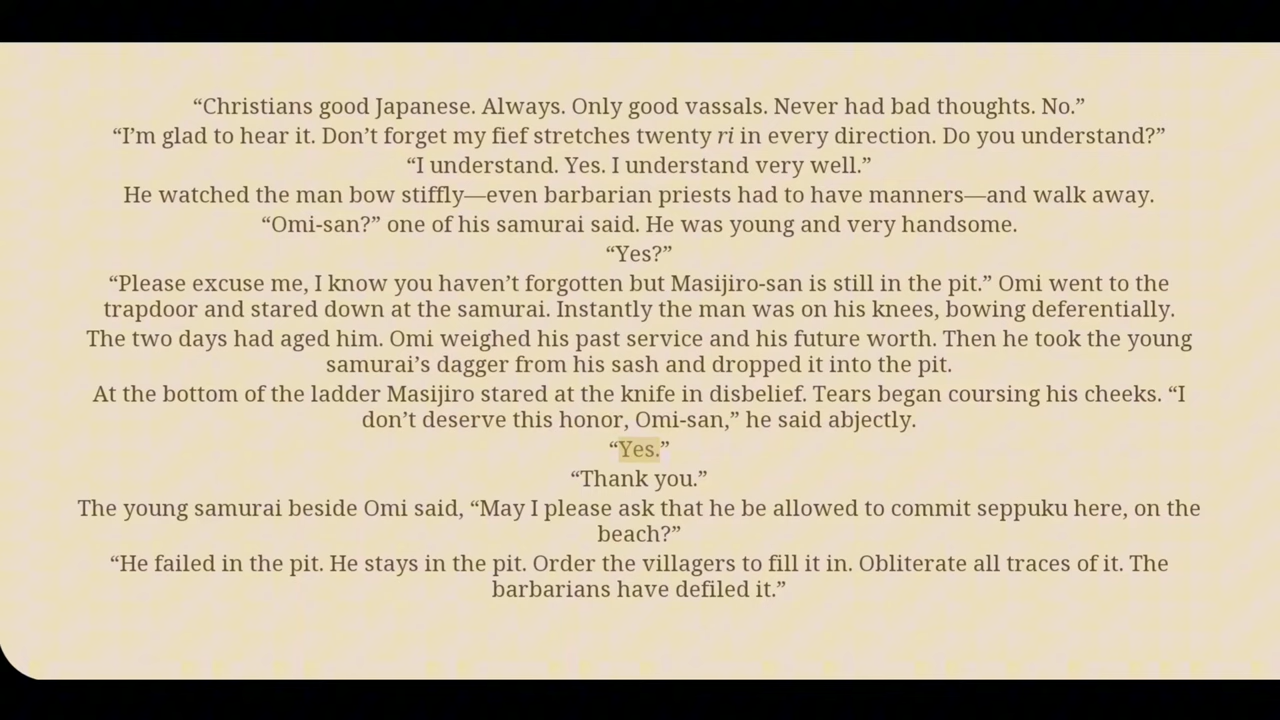 “Christians good Japanese. Always. Only good vassals. Never had bad thoughts. No.”
“I’m glad to hear it. Don’t forget my fief stretches twenty ri in every direction. Do you understand?”
“I understand. Yes. I understand very well.”
He watched the man bow stiffly—even barbarian priests had to have manners—and walk away.
“Omi-san?” one of his samurai said. He was young and very handsome.
“Yes?”
“Please excuse me, I know you haven’t forgotten but Masijiro-san is still in the pit.” Omi went to the
trapdoor and stared down at the samurai. Instantly the man was on his knees, bowing deferentially.
The two days had aged him. Omi weighed his past service and his future worth. Then he took the young
samurai’s dagger from his sash and dropped it into the pit.
At the bottom of the ladder Masijiro stared at the knife in disbelief. Tears began coursing his cheeks. “I
don’t deserve this honor, Omi-san,” he said abjectly.
“Yes.”
“Thank you.”
The young samurai beside Omi said, “May I please ask that he be allowed to commit seppuku here, on the
beach?”
“He failed in the pit. He stays in the pit. Order the villagers to fill it in. Obliterate all traces of it. The
barbarians have defiled it.”